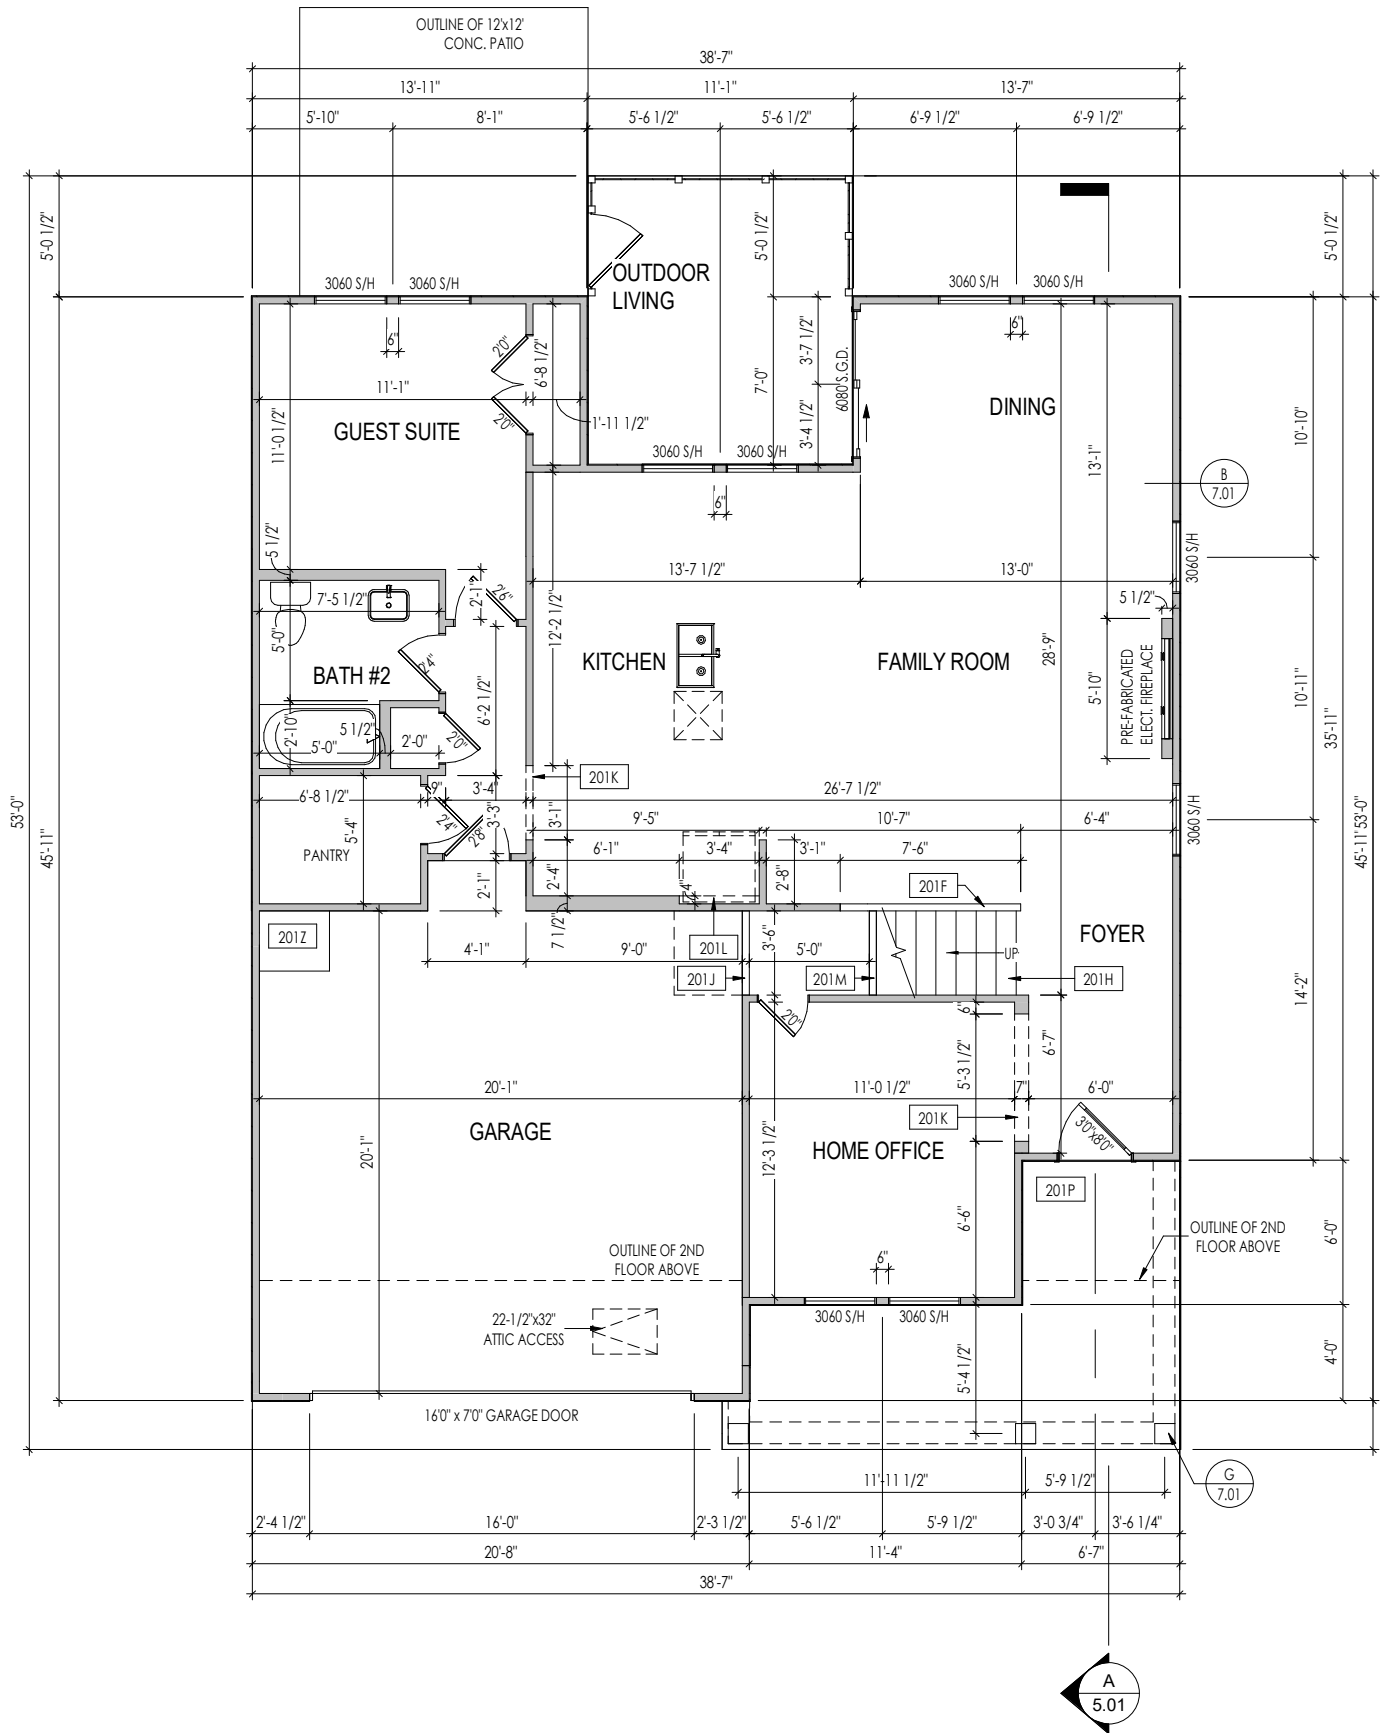 OUTLINE OF 12'x12'
CONC. PATIO
38'-7"
13'-11"
11'-1"
13'-7"
5'-10"
8'-1"
5'-6 1/2"
5'-6 1/2"
6'-9 1/2"
6'-9 1/2"
5'-0 1/2"
5'-0 1/2"
5'-0 1/2"
OUTDOOR
LIVING
3060 S/H
3060 S/H
3060 S/H
3060 S/H
6"
6"
2'0"
2'0"
6'-8 1/2"
3'-7 1/2"
7'-0"
6080 S.G.D.
3'-4 1/2"
11'-1"
1'-11 1/2"
GUEST SUITE
11'-0 1/2"
DINING
13'-1"
10'-10"
3060 S/H
3060 S/H
6"
B
7.01
5 1/2"
13'-7 1/2"
13'-0"
3060 S/H
2'-1"
2'6"
7'-5 1/2"
5'-0"
12'-2 1/2"
5 1/2"
BATH #2
2'4"
KITCHEN
FAMILY ROOM
28'-9"
5'-10"
PRE-FABRICATED
ELECT. FIREPLACE
10'-11"
35'-11"
6'-2 1/2"
2'-10"
5'-0"
5 1/2"
2'-0"
2'0"
201K
6'-8 1/2"
9"
3'-4"
26'-7 1/2"
5'-4"
2'4"
2'8"
3'-3"
3'-1"
9'-5"
10'-7"
6'-4"
3060 S/H
53'-0"
45'-11"
45'-11"
53'-0"
PANTRY
6'-1"
3'-4"
3'-1"
7'-6"
2'-1"
2'-4"
4"
2'-8"
201F
201Z
7 1/2"
201L
3'-6"
FOYER
4'-1"
9'-0"
5'-0"
UP
201J
201M
201H
14'-2"
2'0"
6"
5'-3 1/2"
6'-7"
20'-1"
11'-0 1/2"
7"
6'-0"
201K
GARAGE
20'-1"
12'-3 1/2"
HOME OFFICE
3'0"x8'0"
201P
6'-6"
OUTLINE OF 2ND
FLOOR ABOVE
OUTLINE OF 2ND
FLOOR ABOVE
6'-0"
6"
22-1/2"x32"
ATTIC ACCESS
3060 S/H
3060 S/H
5'-4 1/2"
4'-0"
16'0" x 7'0" GARAGE DOOR
11'-11 1/2"
5'-9 1/2"
G
7.01
2'-4 1/2"
16'-0"
2'-3 1/2"
5'-6 1/2"
5'-9 1/2"
3'-0 3/4"
3'-6 1/4"
20'-8"
11'-4"
6'-7"
38'-7"
A
5.01